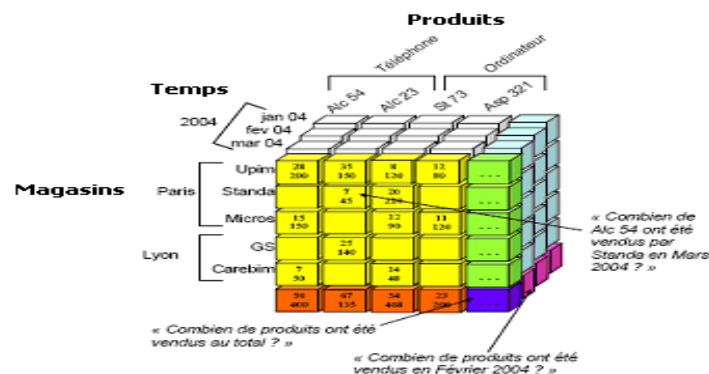 Produits
Téléphone
Ordinateur
Temps
Alc 54
Alc 23
St 73
Asp 321
2004
jan 04
fev 04
mar 04
Magasins
Paris
Lyon
Upim
28 35 8 12
200 150 120 80
...
Standa
7 20
45
...
Micros
15 12 11
150 90 120
...
GS
25
140
...
Carebim
7 14
50 48
...
67 54 23
400 135 468 200
...
« Combien de
Alc 54 ont été
vendus par
Standa en Mars
2004 ? »
« Combien de produits ont été
vendus au total ? »
« Combien de produits ont été
vendus en Février 2004 ? »